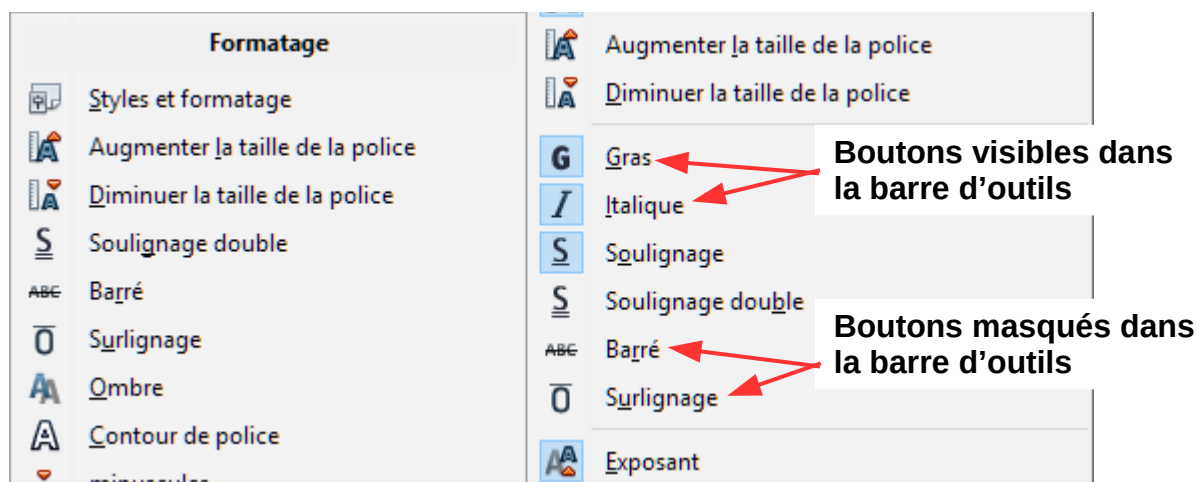 Formatage
Styles et formatage
Augmenter la taille de la police
Diminuer la taille de la police
Soulignage double
Barré
Surlignage
Ombre
Contour de police
minuscules
Augmenter la taille de la police
Diminuer la taille de la police
Gras
Italique
Soulignage
Soulignage double
Barré
Surlignage
Exposant
Boutons visibles dans
la barre d’outils
Boutons masqués dans
la barre d’outils